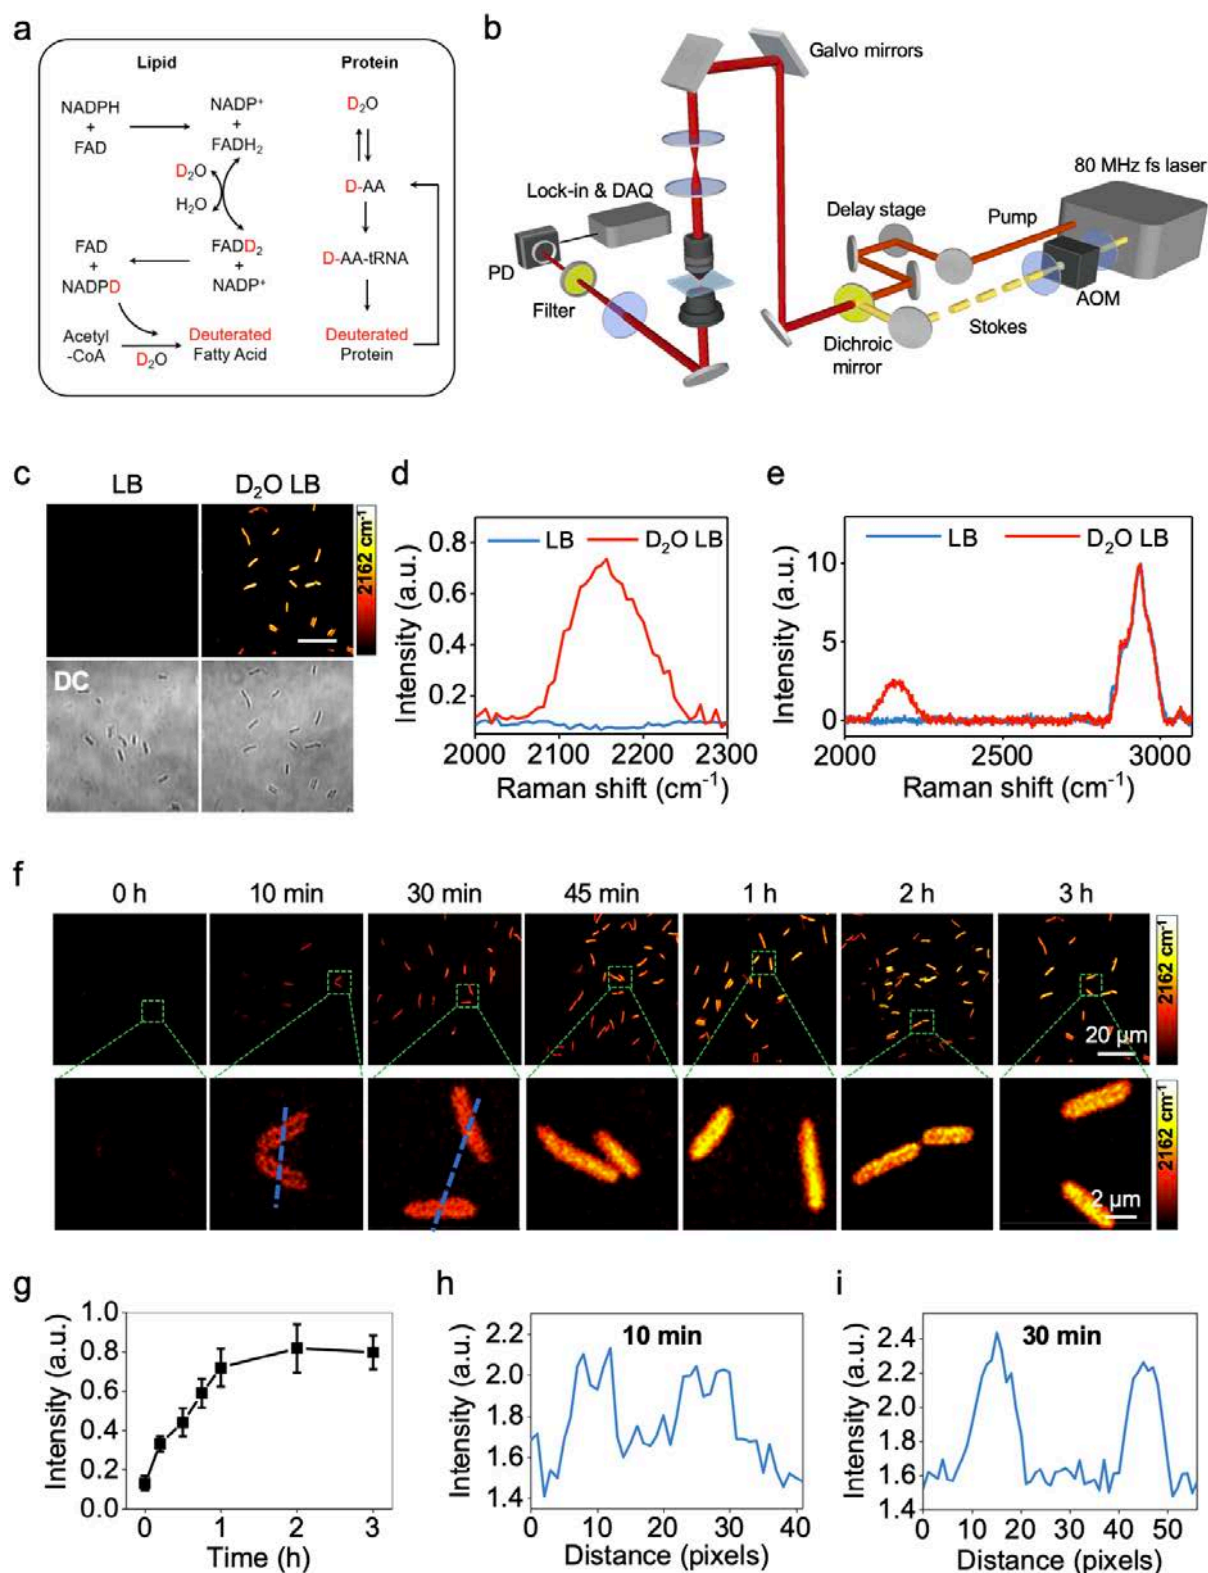 a
Lipid
Protein
NADPH
+
FAD
NADP⁺
+
FADH₂
D₂O
H₂O
FADD₂
+
NADP⁺
FAD
+
NADPD
Acetyl
-CoA
D₂O
Deuterated
Fatty Acid
D₂O
D-AA
D-AA-tRNA
Deuterated
Protein
b
Galvo mirrors
80 MHz fs laser
Lock-in & DAQ
Delay stage
Pump
PD
AOM
Filter
Stokes
Dichroic
mirror
c
LB
D₂O LB
2162 cm⁻¹
DC
d
LB
D₂O LB
Intensity (a.u.)
0.8
0.6
0.4
0.2
2000
2100
2200
2300
Raman shift (cm⁻¹)
e
LB
D₂O LB
Intensity (a.u.)
10
5
0
2000
2500
3000
Raman shift (cm⁻¹)
f
0 h
10 min
30 min
45 min
1 h
2 h
3 h
20 µm
2162 cm⁻¹
2 µm
2162 cm⁻¹
g
Intensity (a.u.)
1.0
0.8
0.6
0.4
0.2
0.0
0
1
2
3
Time (h)
h
10 min
Intensity (a.u.)
2.2
2.0
1.8
1.6
1.4
0
10
20
30
40
Distance (pixels)
i
30 min
Intensity (a.u.)
2.4
2.2
2.0
1.8
1.6
1.4
0
10
20
30
40
50
Distance (pixels)